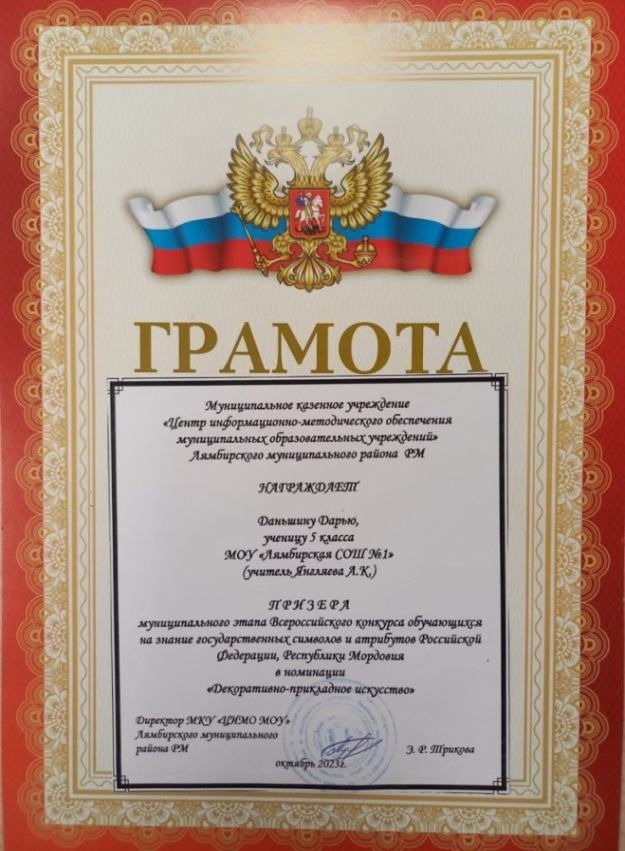 ГРАМОТА
Муниципальное казенное учреждение
«Центр информационно-методического обеспечения
муниципальных образовательных учреждений»
Лямбирского муниципального района РМ
НАГРАЖДАЕТ
Даньшину Дарью,
ученицу 5 класса
МОУ «Лямбирская СОШ №1»
(учитель Янгляева А.К.)
ПРИЗЕРА
муниципального этапа Всероссийского конкурса обучающихся
на знание государственных символов и атрибутов Российской
Федерации, Республики Мордовия
в номинации
«Декоративно-прикладное искусство»
Директор МКУ «ЦИМО МОУ»
Лямбирского муниципального
района РМ Э. Р. Трикова
октябрь 2023г.